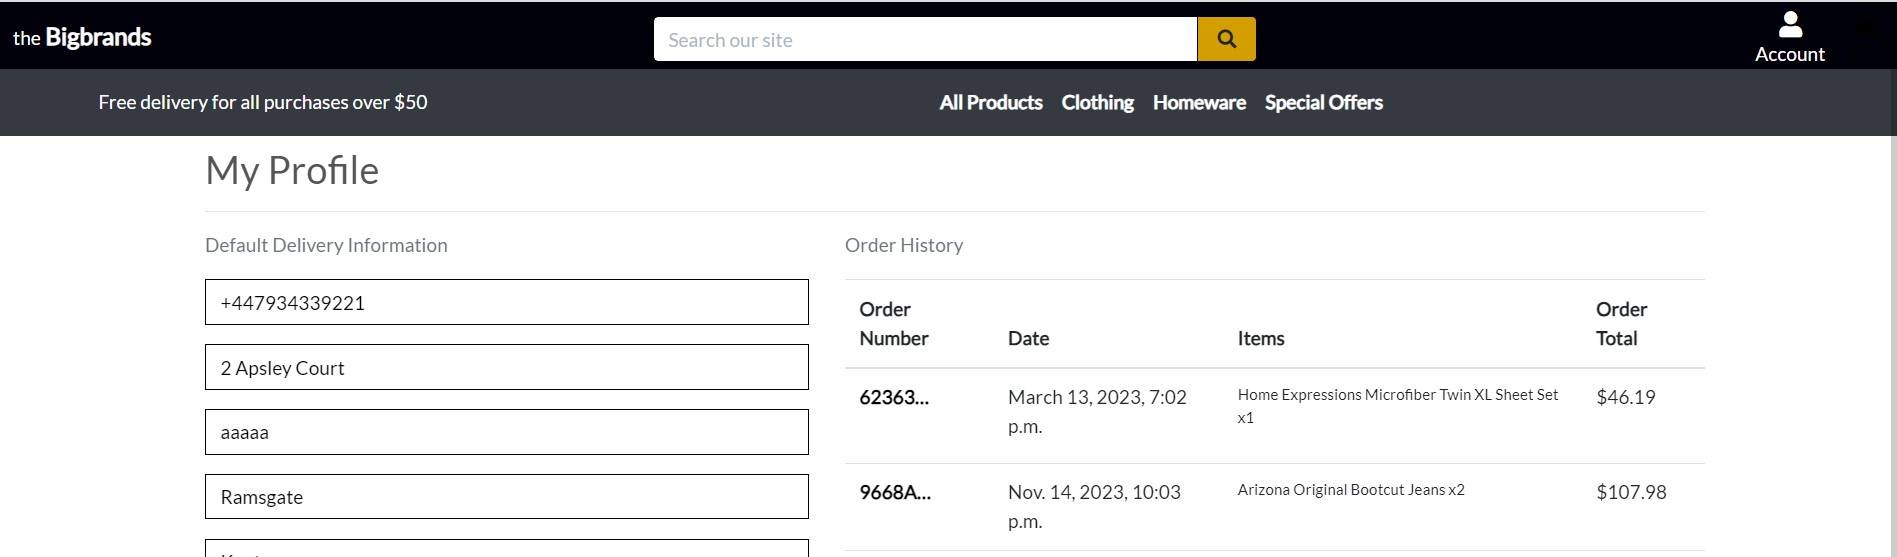 the Bigbrands
Search our site
Account
Free delivery for all purchases over $50
All Products Clothing Homeware Special Offers
My Profile
Default Delivery Information
+447934339221
2 Apsley Court
aaaaa
Ramsgate
Order History
Order Number Date Items Order Total
62363... March 13, 2023, 7:02 p.m. Home Expressions Microfiber Twin XL Sheet Set x1 $46.19
9668A... Nov. 14, 2023, 10:03 p.m. Arizona Original Bootcut Jeans x2 $107.98